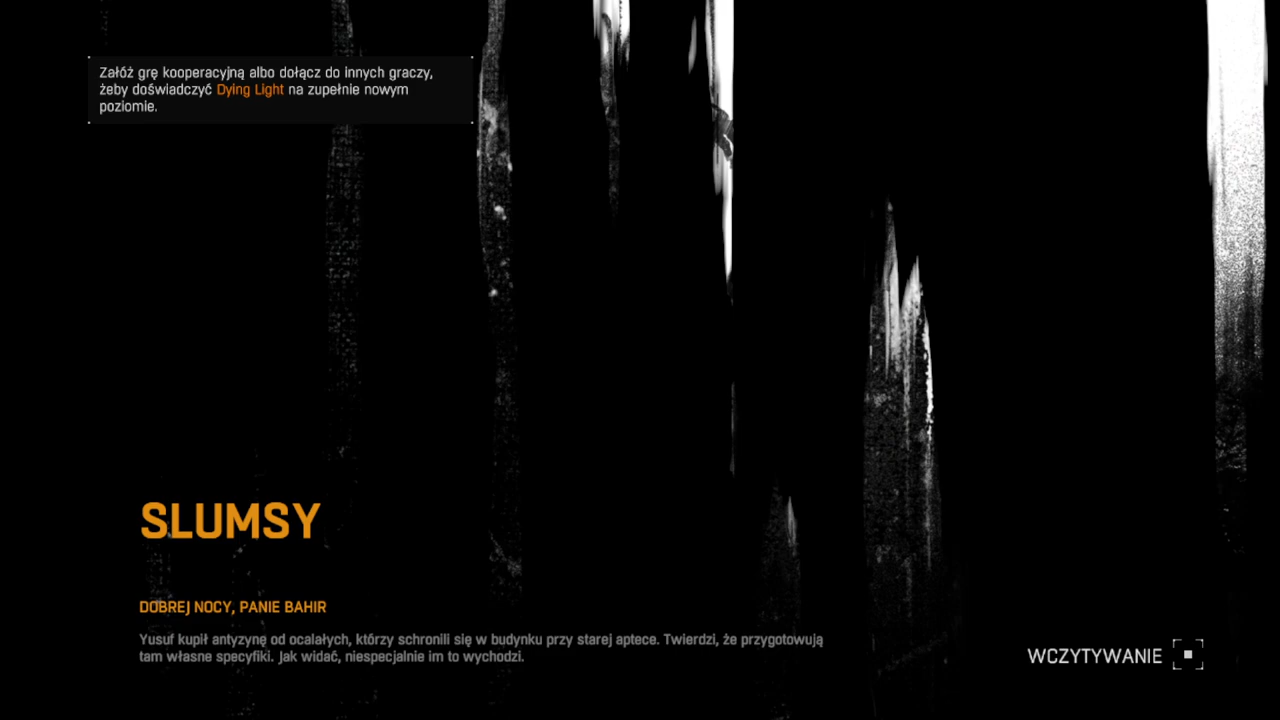 Załóż grę kooperacyjną albo dołącz do innych graczy,
żeby doświadczyć Dying Light na zupełnie nowym
poziomie.
SLUMSY
DOBREJ NOCY, PANIE BAHIR
Yusuf kupił antyzynę od ocalałych, którzy schronili się w budynku przy starej aptece. Twierdzi, że przygotowują
tam własne specyfiki. Jak widać, niespecjalnie im to wychodzi.
WCZYTYWANIE